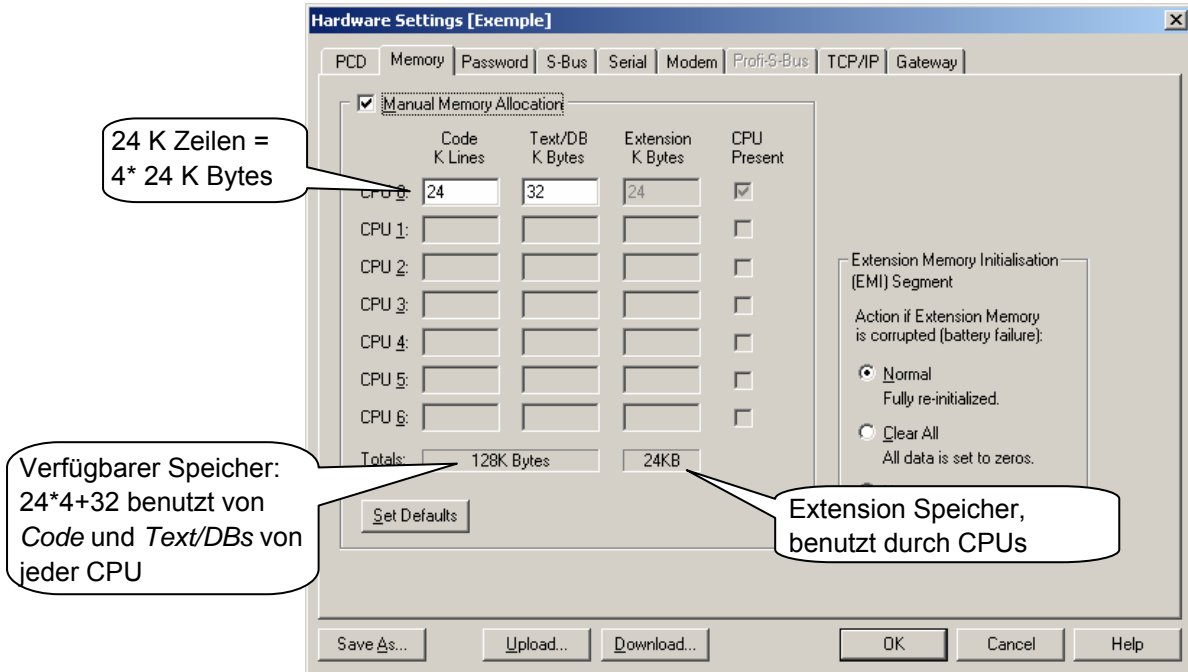 Hardware Settings [Exemple]
PCD Memory Password S-Bus Serial Modem Profi-S-Bus TCP/IP Gateway
Manual Memory Allocation
Code
K Lines
Text/DB
K Bytes
Extension
K Bytes
CPU
Present
24 K Zeilen =
4* 24 K Bytes
CPU 0: 24 32 24
CPU 1:
CPU 2:
CPU 3:
CPU 4:
CPU 5:
CPU 6:
Totals: 128K Bytes 24KB
Set Defaults
Verfügbarer Speicher:
24*4+32 benutzt von
Code und Text/DBs von
jeder CPU
Extension Memory Initialisation
(EMI) Segment
Action if Extension Memory
is corrupted (battery failure):
Normal
Fully re-initialized.
Clear All
All data is set to zeros.
Extension Speicher,
benutzt durch CPUs
Save As... Upload... Download... OK Cancel Help